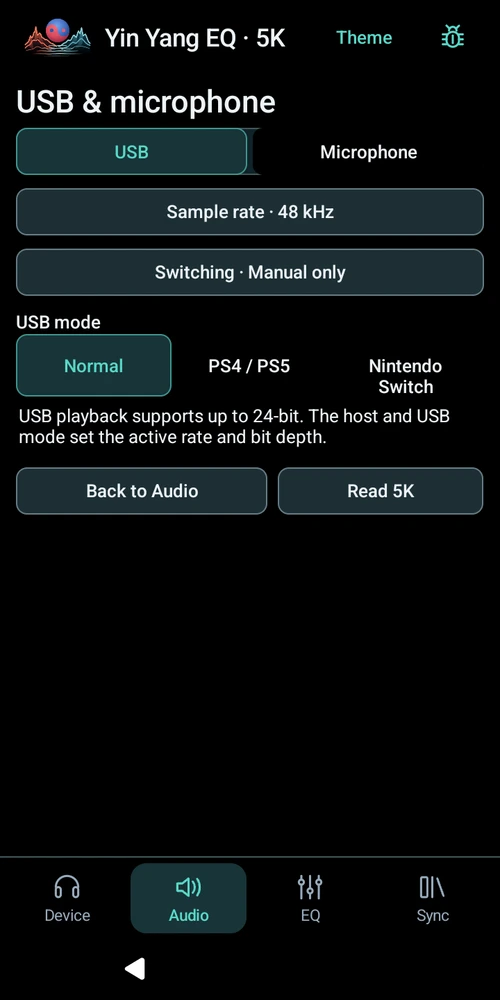 Yin Yang EQ · 5K
Theme
USB & microphone
USB
Microphone
Sample rate · 48 kHz
Switching · Manual only
USB mode
Normal
PS4 / PS5
Nintendo
Switch
USB playback supports up to 24-bit. The host and USB
mode set the active rate and bit depth.
Back to Audio
Read 5K
Device
Audio
EQ
Sync